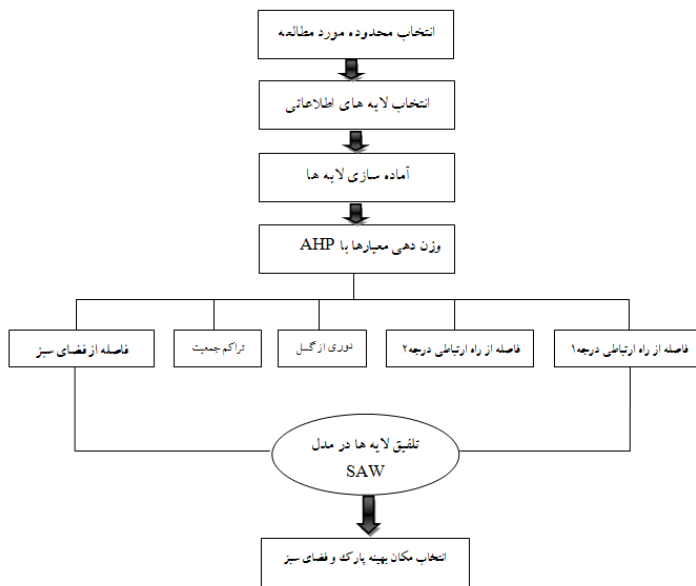 انتخاب محدوده مورد مطالعه
انتخاب لایه های اطلاعاتی
آماده سازی لایه ها
وزن دهی معیارها با AHP
فاصله از راه ارتباطی درجه۱
فاصله از راه ارتباطی درجه۲
دوری از گسل
تراکم جمعیت
فاصله از فضای سبز
تلفیق لایه ها در مدل
SAW
انتخاب مکان بهینه پارک و فضای سبز